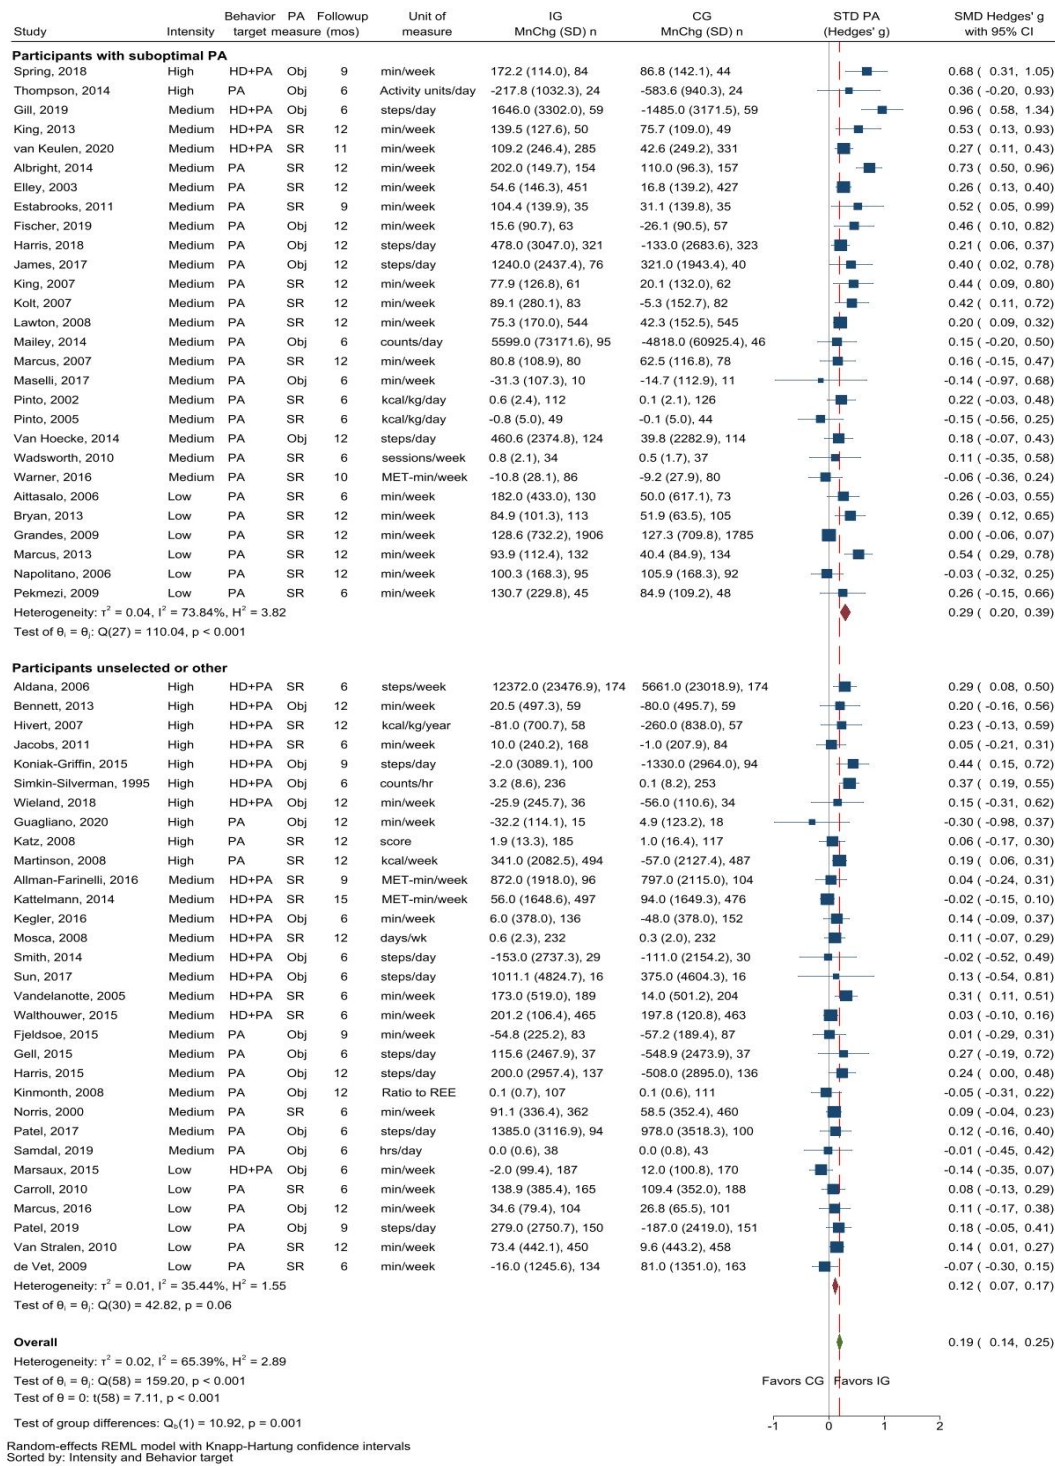 Behavior PA Followup Unit of IG CG STD PA SMD Hedges' g
Study Intensity target measure (mos) measure MnChg (SD) n MnChg (SD) n (Hedges' g) with 95% CI
Participants with suboptimal PA
Spring, 2018 High HD+PA Obj 9 min/week 172.2 (114.0), 84 86.8 (142.1), 44 0.68 ( 0.31, 1.05)
Thompson, 2014 High PA Obj 6 Activity units/day -217.8 (1032.3), 24 -583.6 (940.3), 24 0.36 ( -0.20, 0.93)
Gill, 2019 Medium HD+PA Obj 6 steps/day 1646.0 (3302.0), 59 -1485.0 (3171.5), 59 0.96 ( 0.58, 1.34)
King, 2013 Medium HD+PA SR 12 min/week 139.5 (127.6), 50 75.7 (109.0), 49 0.53 ( 0.13, 0.93)
van Keulen, 2020 Medium HD+PA SR 11 min/week 109.2 (246.4), 285 42.6 (249.2), 331 0.27 ( 0.11, 0.43)
Albright, 2014 Medium PA SR 12 min/week 202.0 (149.7), 154 110.0 (96.3), 157 0.73 ( 0.50, 0.96)
Elley, 2003 Medium PA SR 12 min/week 54.6 (146.3), 451 16.8 (139.2), 427 0.26 ( 0.13, 0.40)
Estabrooks, 2011 Medium PA SR 9 min/week 104.4 (139.9), 35 31.1 (139.8), 35 0.52 ( 0.05, 0.99)
Fischer, 2019 Medium PA Obj 12 min/week 15.6 (90.7), 63 -26.1 (90.5), 57 0.46 ( 0.10, 0.82)
Harris, 2018 Medium PA Obj 12 steps/day 478.0 (3047.0), 321 -133.0 (2683.6), 323 0.21 ( 0.06, 0.37)
James, 2017 Medium PA Obj 12 steps/day 1240.0 (2437.4), 76 321.0 (1943.4), 40 0.40 ( 0.02, 0.78)
King, 2007 Medium PA SR 12 min/week 77.9 (126.8), 61 20.1 (132.0), 62 0.44 ( 0.09, 0.80)
Kolt, 2007 Medium PA SR 12 min/week 89.1 (280.1), 83 -5.3 (152.7), 82 0.42 ( 0.11, 0.72)
Lawton, 2008 Medium PA SR 12 min/week 75.3 (170.0), 544 42.3 (152.5), 545 0.20 ( 0.09, 0.32)
Mailey, 2014 Medium PA Obj 6 counts/day 5599.0 (73171.6), 95 -4818.0 (60925.4), 46 0.15 ( -0.20, 0.50)
Marcus, 2007 Medium PA SR 12 min/week 80.8 (108.9), 80 62.5 (116.8), 78 0.16 ( -0.15, 0.47)
Maselli, 2017 Medium PA Obj 6 min/week -31.3 (107.3), 10 -14.7 (112.9), 11 -0.14 ( -0.97, 0.68)
Pinto, 2002 Medium PA SR 6 kcal/kg/day 0.6 (2.4), 112 0.1 (2.1), 126 0.22 ( -0.03, 0.48)
Pinto, 2005 Medium PA SR 6 kcal/kg/day -0.8 (5.0), 49 -0.1 (5.0), 44 -0.15 ( -0.56, 0.25)
Van Hoecke, 2014 Medium PA Obj 12 steps/day 460.6 (2374.8), 124 39.8 (2282.9), 114 0.18 ( -0.07, 0.43)
Wadsworth, 2010 Medium PA SR 6 sessions/week 0.8 (2.1), 34 0.5 (1.7), 37 0.11 ( -0.35, 0.58)
Warner, 2016 Medium PA SR 10 MET-min/week -10.8 (28.1), 86 -9.2 (27.9), 80 -0.06 ( -0.36, 0.24)
Aittasalo, 2006 Low PA SR 6 min/week 182.0 (433.0), 130 50.0 (617.1), 73 0.26 ( -0.03, 0.55)
Bryan, 2013 Low PA SR 12 min/week 84.9 (101.3), 113 51.9 (63.5), 105 0.39 ( 0.12, 0.65)
Grandes, 2009 Low PA SR 12 min/week 128.6 (732.2), 1906 127.3 (709.8), 1785 0.00 ( -0.06, 0.07)
Marcus, 2013 Low PA SR 12 min/week 93.9 (112.4), 132 40.4 (84.9), 134 0.54 ( 0.29, 0.78)
Napolitano, 2006 Low PA SR 12 min/week 100.3 (168.3), 95 105.9 (168.3), 92 -0.03 ( -0.32, 0.25)
Pekmezi, 2009 Low PA SR 6 min/week 130.7 (229.8), 45 84.9 (109.2), 48 0.26 ( -0.15, 0.66)
Heterogeneity: τ² = 0.04, I² = 73.84%, H² = 3.82 0.29 ( 0.20, 0.39)
Test of θᵢ = θⱼ: Q(27) = 110.04, p < 0.001
Participants unselected or other
Aldana, 2006 High HD+PA SR 6 steps/week 12372.0 (23476.9), 174 5661.0 (23018.9), 174 0.29 ( 0.08, 0.50)
Bennett, 2013 High HD+PA Obj 12 min/week 20.5 (497.3), 59 -80.0 (495.7), 59 0.20 ( -0.16, 0.56)
Hivert, 2007 High HD+PA SR 12 kcal/kg/year -81.0 (700.7), 58 -260.0 (838.0), 57 0.23 ( -0.13, 0.59)
Jacobs, 2011 High HD+PA SR 6 min/week 10.0 (240.2), 168 -1.0 (207.9), 84 0.05 ( -0.21, 0.31)
Koniak-Griffin, 2015 High HD+PA Obj 9 steps/day -2.0 (3089.1), 100 -1330.0 (2964.0), 94 0.44 ( 0.15, 0.72)
Simkin-Silverman, 1995 High HD+PA Obj 6 counts/hr 3.2 (8.6), 236 0.1 (8.2), 253 0.37 ( 0.19, 0.55)
Wieland, 2018 High HD+PA Obj 12 min/week -25.9 (245.7), 36 -56.0 (110.6), 34 0.15 ( -0.31, 0.62)
Guagliano, 2020 High PA Obj 12 min/week -32.2 (114.1), 15 4.9 (123.2), 18 -0.30 ( -0.98, 0.37)
Katz, 2008 High PA SR 12 score 1.9 (13.3), 185 1.0 (16.4), 117 0.06 ( -0.17, 0.30)
Martinson, 2008 High PA SR 12 kcal/week 341.0 (2082.5), 494 -57.0 (2127.4), 487 0.19 ( 0.06, 0.31)
Allman-Farinelli, 2016 Medium HD+PA SR 9 MET-min/week 872.0 (1918.0), 96 797.0 (2115.0), 104 0.04 ( -0.24, 0.31)
Kattelmann, 2014 Medium HD+PA SR 15 MET-min/week 56.0 (1648.6), 497 94.0 (1649.3), 476 -0.02 ( -0.15, 0.10)
Kegler, 2016 Medium HD+PA Obj 6 min/week 6.0 (378.0), 136 -48.0 (378.0), 152 0.14 ( -0.09, 0.37)
Mosca, 2008 Medium HD+PA SR 12 days/wk 0.6 (2.3), 232 0.3 (2.0), 232 0.11 ( -0.07, 0.29)
Smith, 2014 Medium HD+PA Obj 6 steps/day -153.0 (2737.3), 29 -111.0 (2154.2), 30 -0.02 ( -0.52, 0.49)
Sun, 2017 Medium HD+PA Obj 6 steps/day 1011.1 (4824.7), 16 375.0 (4604.3), 16 0.13 ( -0.54, 0.81)
Vandelanotte, 2005 Medium HD+PA SR 6 min/week 173.0 (519.0), 189 14.0 (501.2), 204 0.31 ( 0.11, 0.51)
Walthouwer, 2015 Medium HD+PA SR 6 min/week 201.2 (106.4), 465 197.8 (120.8), 463 0.03 ( -0.10, 0.16)
Fjeldsoe, 2015 Medium PA Obj 9 min/week -54.8 (225.2), 83 -57.2 (189.4), 87 0.01 ( -0.29, 0.31)
Gell, 2015 Medium PA Obj 6 steps/day 115.6 (2467.9), 37 -548.9 (2473.9), 37 0.27 ( -0.19, 0.72)
Harris, 2015 Medium PA Obj 12 steps/day 200.0 (2957.4), 137 -508.0 (2895.0), 136 0.24 ( 0.00, 0.48)
Kinmonth, 2008 Medium PA Obj 12 Ratio to REE 0.1 (0.7), 107 0.1 (0.6), 111 -0.05 ( -0.31, 0.22)
Norris, 2000 Medium PA SR 6 min/week 91.1 (336.4), 362 58.5 (352.4), 460 0.09 ( -0.04, 0.23)
Patel, 2017 Medium PA Obj 6 steps/day 1385.0 (3116.9), 94 978.0 (3518.3), 100 0.12 ( -0.16, 0.40)
Samdal, 2019 Medium PA Obj 6 hrs/day 0.0 (0.6), 38 0.0 (0.8), 43 -0.01 ( -0.45, 0.42)
Marsaux, 2015 Low HD+PA Obj 6 min/week -2.0 (99.4), 187 12.0 (100.8), 170 -0.14 ( -0.35, 0.07)
Carroll, 2010 Low PA SR 6 min/week 138.9 (385.4), 165 109.4 (352.0), 188 0.08 ( -0.13, 0.29)
Marcus, 2016 Low PA Obj 12 min/week 34.6 (79.4), 104 26.8 (65.5), 101 0.11 ( -0.17, 0.38)
Patel, 2019 Low PA Obj 9 steps/day 279.0 (2750.7), 150 -187.0 (2419.0), 151 0.18 ( -0.05, 0.41)
Van Stralen, 2010 Low PA SR 12 min/week 73.4 (442.1), 450 9.6 (443.2), 458 0.14 ( 0.01, 0.27)
de Vet, 2009 Low PA SR 6 min/week -16.0 (1245.6), 134 81.0 (1351.0), 163 -0.07 ( -0.30, 0.15)
Heterogeneity: τ² = 0.01, I² = 35.44%, H² = 1.55 0.12 ( 0.07, 0.17)
Test of θᵢ = θⱼ: Q(30) = 42.82, p = 0.06
Overall 0.19 ( 0.14, 0.25)
Heterogeneity: τ² = 0.02, I² = 65.39%, H² = 2.89
Test of θᵢ = θⱼ: Q(58) = 159.20, p < 0.001 Favors CG Favors IG
Test of θ = 0: t(58) = 7.11, p < 0.001
Test of group differences: Q_b(1) = 10.92, p = 0.001
-1 0 1 2
Random-effects REML model with Knapp-Hartung confidence intervals
Sorted by: Intensity and Behavior target